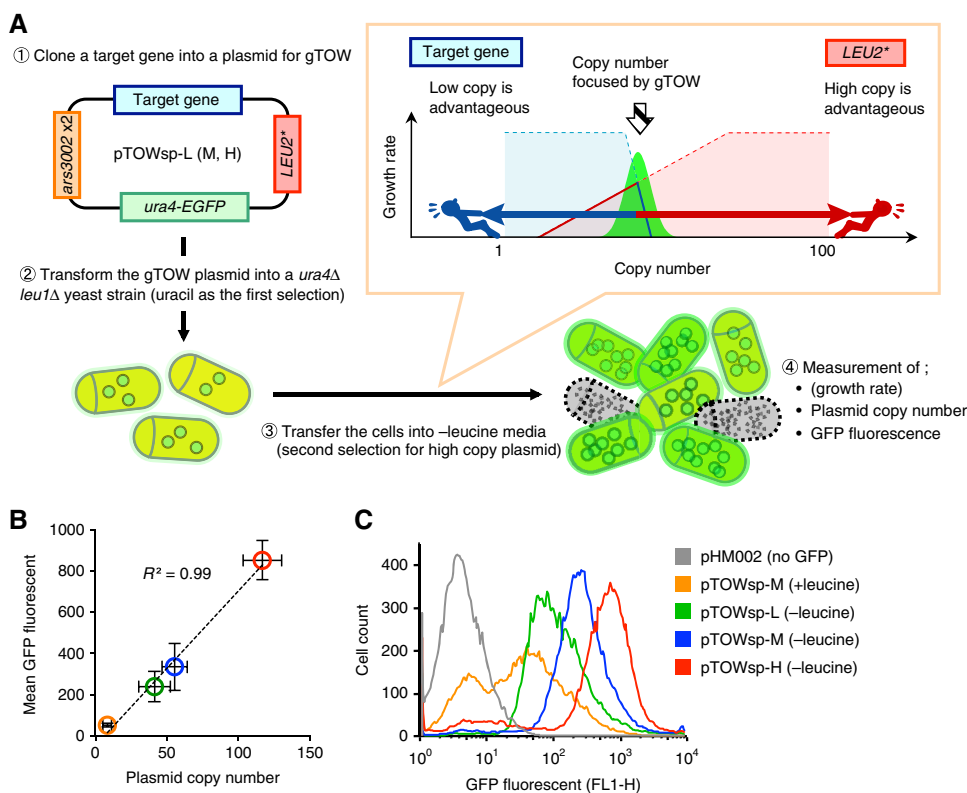 A
① Clone a target gene into a plasmid for gTOW
Target gene
ars3002 x2
pTOWsp-L (M, H)
LEU2*
ura4-EGFP
② Transform the gTOW plasmid into a ura4Δ
leu1Δ yeast strain (uracil as the first selection)
Target gene
Low copy is
advantageous
Copy number
focused by gTOW
LEU2*
High copy is
advantageous
Growth rate
1
100
Copy number
③ Transfer the cells into –leucine media
(second selection for high copy plasmid)
④ Measurement of ;
• (growth rate)
• Plasmid copy number
• GFP fluorescence
B
Mean GFP fluorescent
1000
800
600
400
200
0
R² = 0.99
0
50
100
150
Plasmid copy number
C
Cell count
400
300
200
100
0
10⁰
10¹
10²
10³
10⁴
GFP fluorescent (FL1-H)
pHM002 (no GFP)
pTOWsp-M (+leucine)
pTOWsp-L (–leucine)
pTOWsp-M (–leucine)
pTOWsp-H (–leucine)